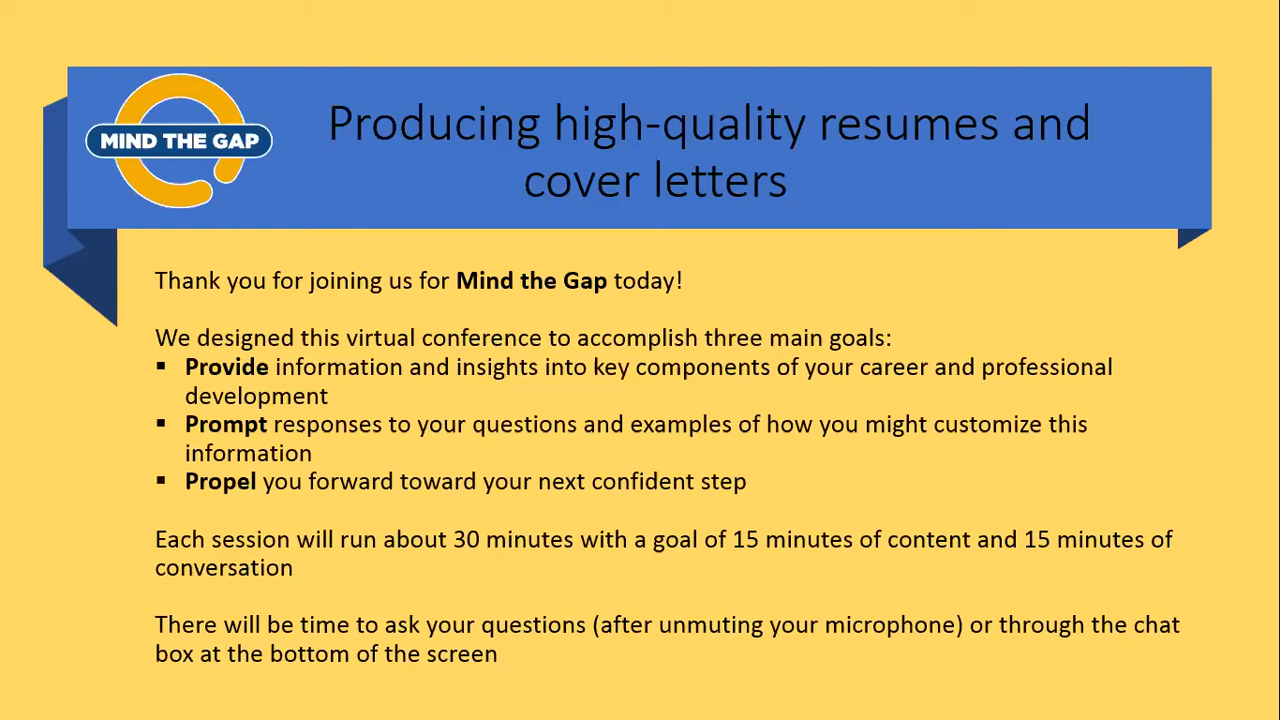 MIND THE GAP
Producing high-quality resumes and
cover letters
Thank you for joining us for Mind the Gap today!
We designed this virtual conference to accomplish three main goals:
▪ Provide information and insights into key components of your career and professional
development
▪ Prompt responses to your questions and examples of how you might customize this
information
▪ Propel you forward toward your next confident step
Each session will run about 30 minutes with a goal of 15 minutes of content and 15 minutes of
conversation
There will be time to ask your questions (after unmuting your microphone) or through the chat
box at the bottom of the screen